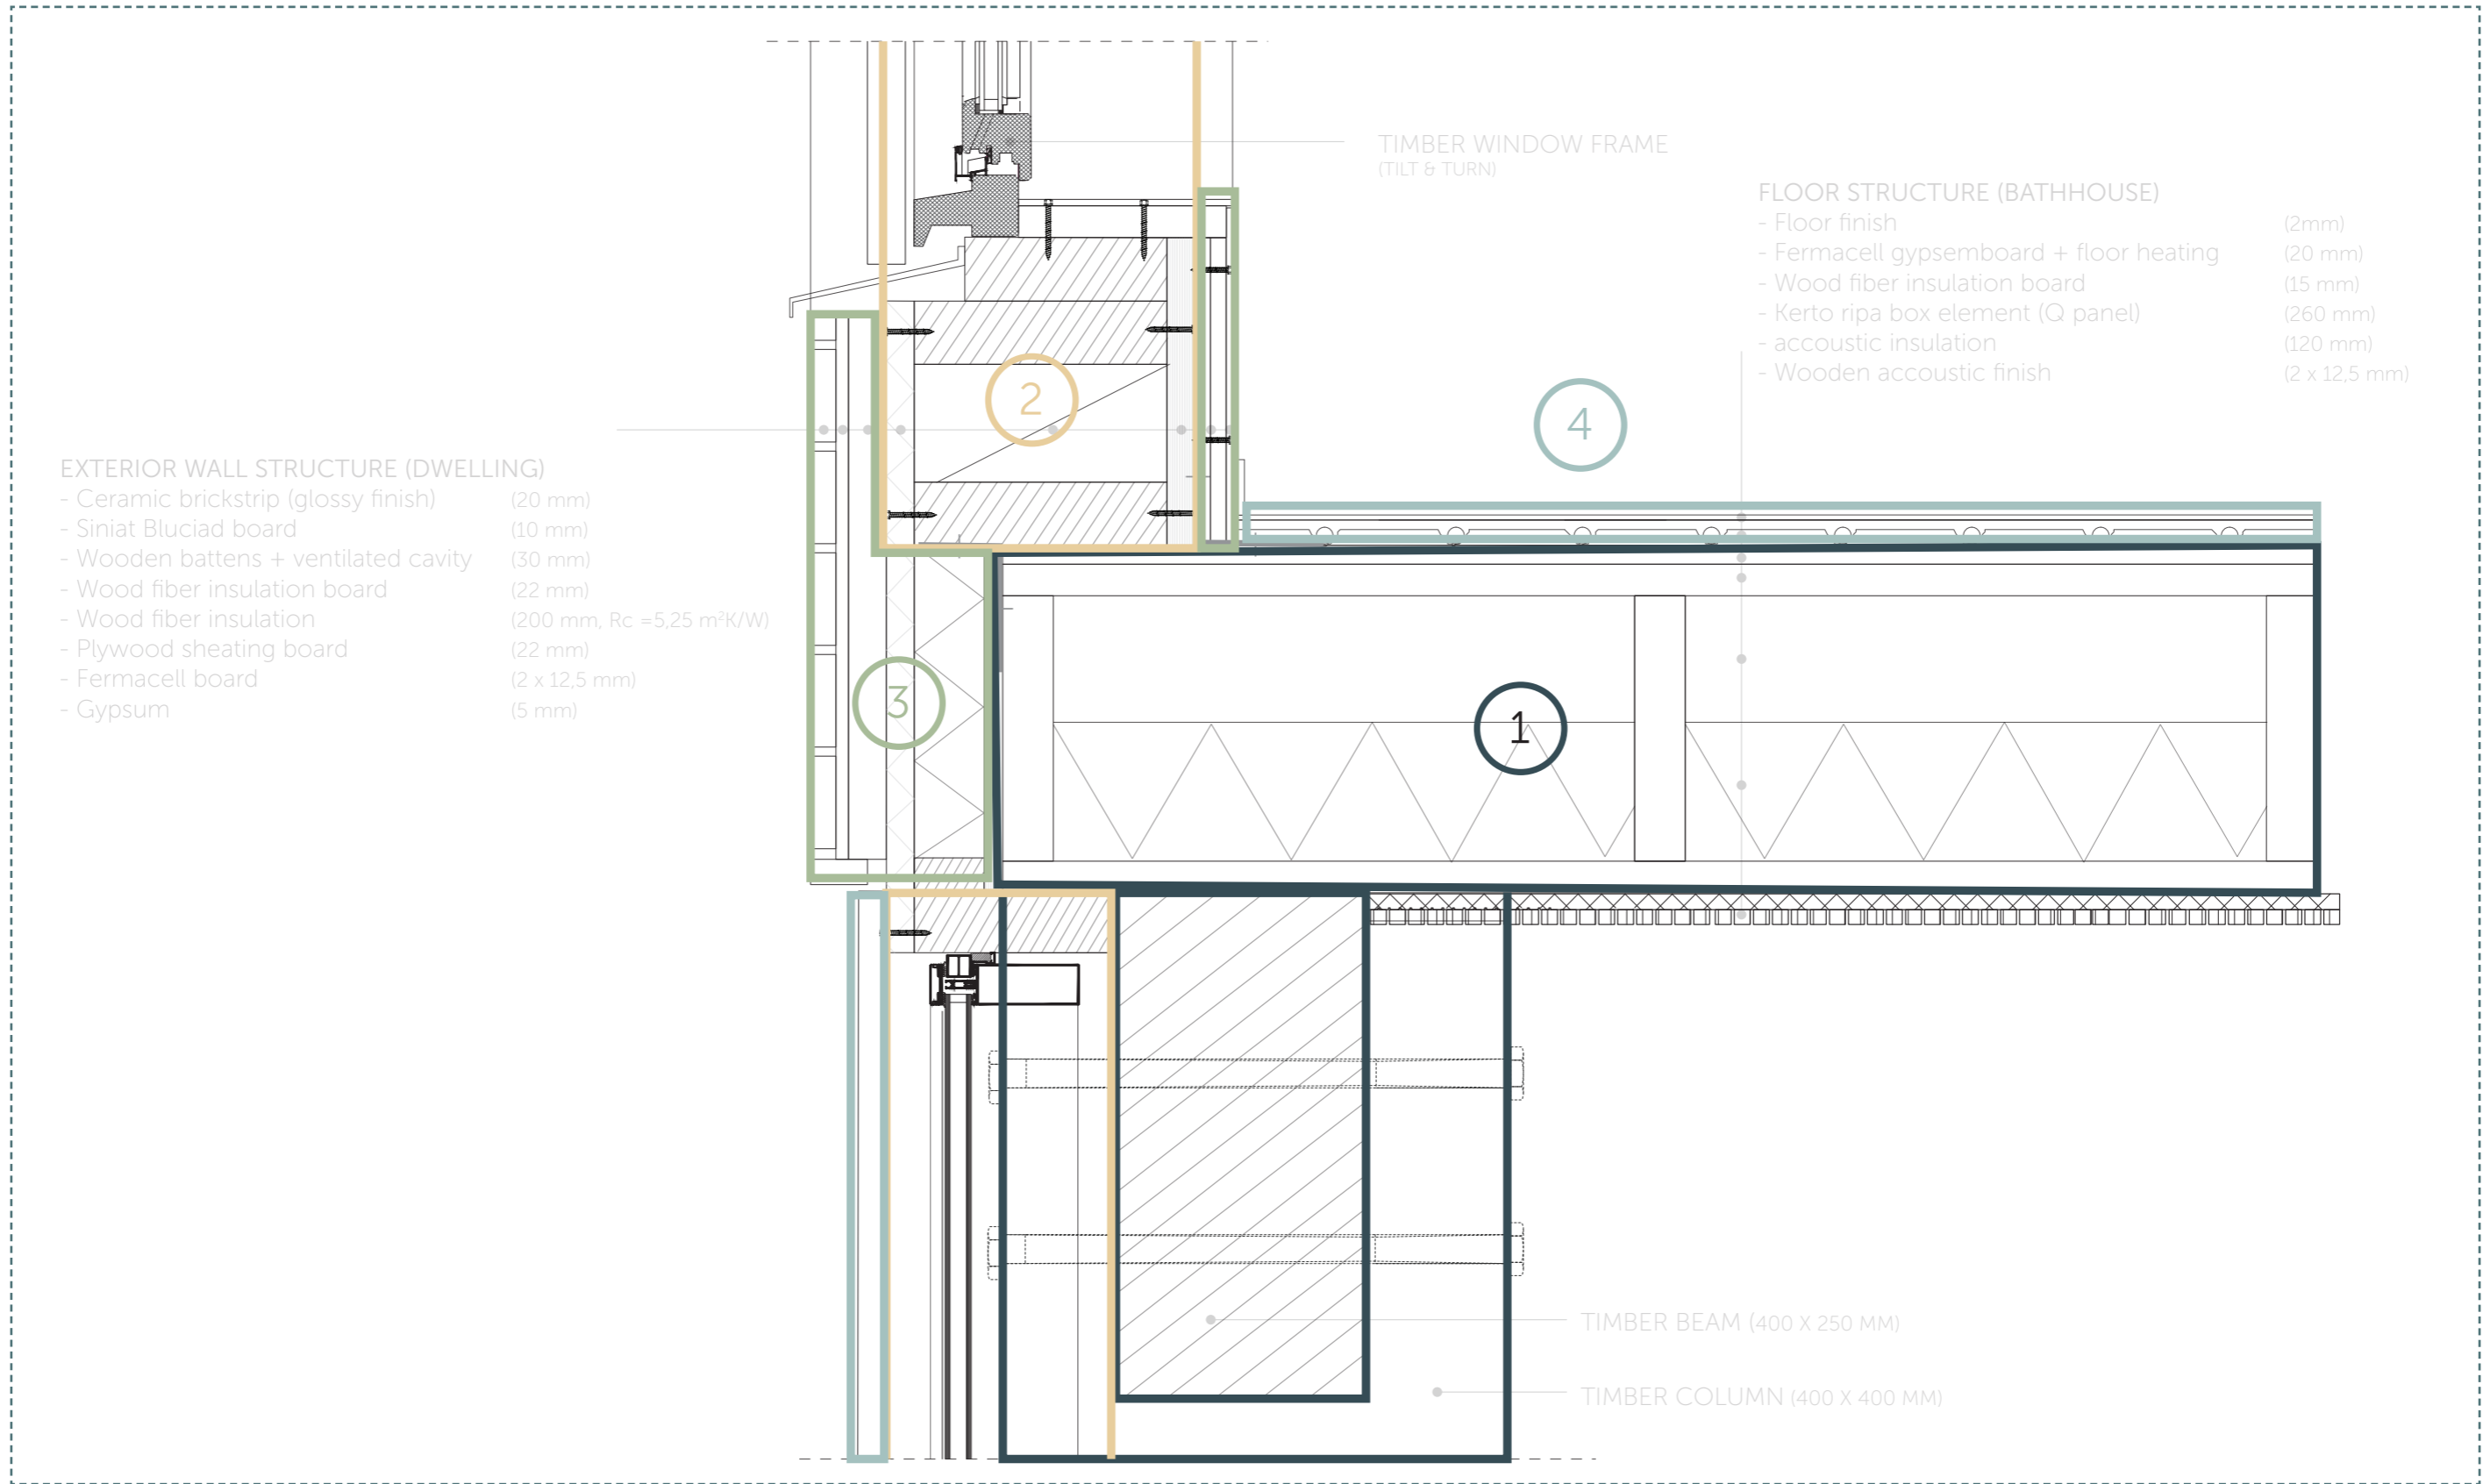 TIMBER WINDOW FRAME
(TILT & TURN)
FLOOR STRUCTURE (BATHHOUSE)
- Floor finish (2mm)
- Fermacell gypsemboard + floor heating (20 mm)
- Wood fiber insulation board (15 mm)
- Kerto ripa box element (Q panel) (260 mm)
- accoustic insulation (120 mm)
- Wooden accoustic finish (2 x 12,5 mm)
2
4
EXTERIOR WALL STRUCTURE (DWELLING)
- Ceramic brickstrip (glossy finish) (20 mm)
- Siniat Bluciad board (10 mm)
- Wooden battens + ventilated cavity (30 mm)
- Wood fiber insulation board (22 mm)
- Wood fiber insulation (200 mm, Rc =5,25 m²K/W)
- Plywood sheating board (22 mm)
- Fermacell board (2 x 12,5 mm)
- Gypsum (5 mm)
3
1
TIMBER BEAM (400 X 250 MM)
TIMBER COLUMN (400 X 400 MM)